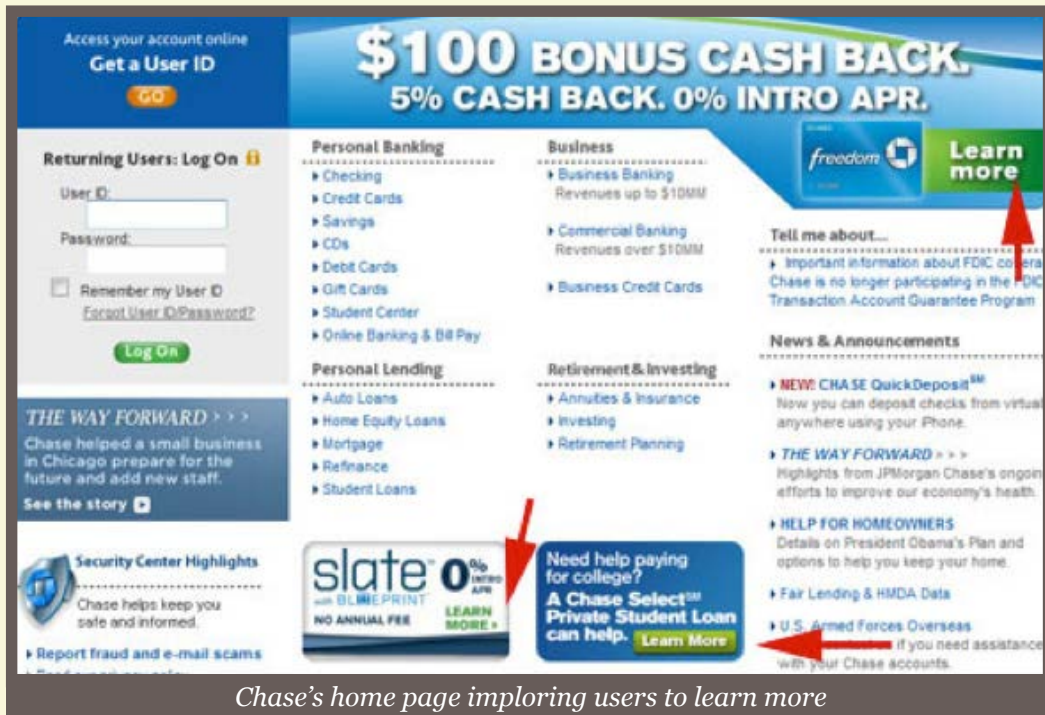 Access your account online
Get a User ID
GO
$100 BONUS CASH BACK.
5% CASH BACK. 0% INTRO APR.
freedom
Learn
more
Returning Users: Log On
User ID:
Password:
Remember my User ID
Forgot User ID/Password?
Log On
THE WAY FORWARD > > >
Chase helped a small business
in Chicago prepare for the
future and add new staff.
See the story
Security Center Highlights
Chase helps keep you
safe and informed.
Report fraud and e-mail scams
Personal Banking
Checking
Credit Cards
Savings
CDs
Debit Cards
Gift Cards
Student Center
Online Banking & Bill Pay
Personal Lending
Auto Loans
Home Equity Loans
Mortgage
Refinance
Student Loans
Business
Business Banking
Revenues up to $10MM
Commercial Banking
Revenues over $10MM
Business Credit Cards
Retirement & Investing
Annuities & Insurance
Investing
Retirement Planning
slate™ 0% INTRO APR
with BLUEPRINT
NO ANNUAL FEE
LEARN
MORE >
Need help paying
for college?
A Chase Select℠
Private Student Loan
can help. Learn More
Tell me about...
Important information about FDIC
Chase is no longer participating in the FDIC
Transaction Account Guarantee Program
News & Announcements
NEW! CHASE QuickDeposit℠
Now you can deposit checks from virtual
anywhere using your iPhone.
THE WAY FORWARD > > >
Highlights from JPMorgan Chase's ongoin
efforts to improve our economy's health.
HELP FOR HOMEOWNERS
Details on President Obama's Plan and
options to help you keep your home.
Fair Lending & HMDA Data
U.S. Armed Forces Overseas
if you need assistance
with your Chase accounts.
Chase's home page imploring users to learn more